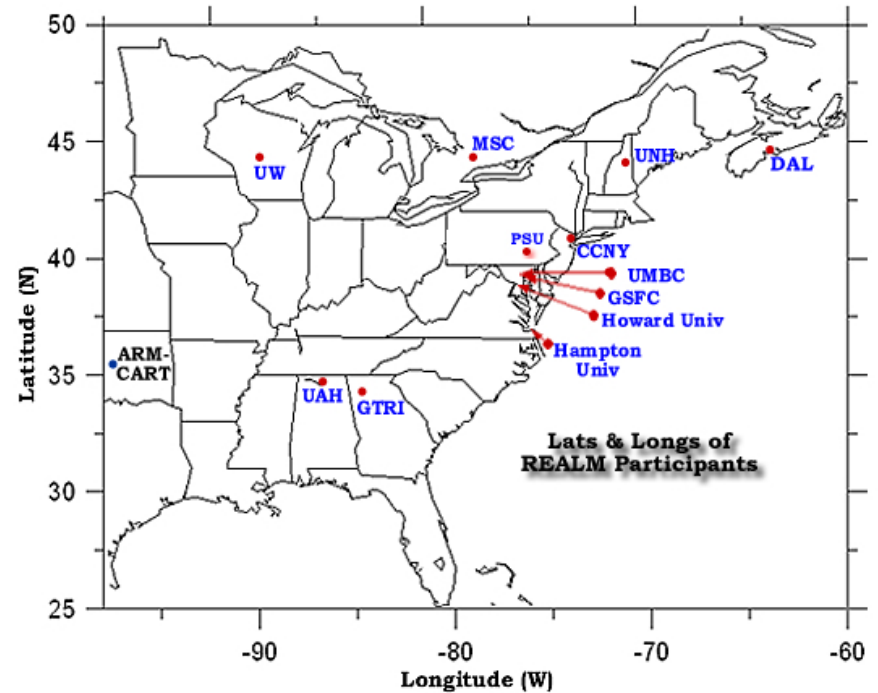 50
45
40
35
30
25
Latitude (N)
MSC
UNH
UW
DAL
PSU
CCNY
UMBC
GSFC
Howard Univ
Hampton
Univ
ARM-
CART
UAH
GTRI
Lats & Longs of
REALM Participants
-90
-80
-70
-60
Longitude (W)